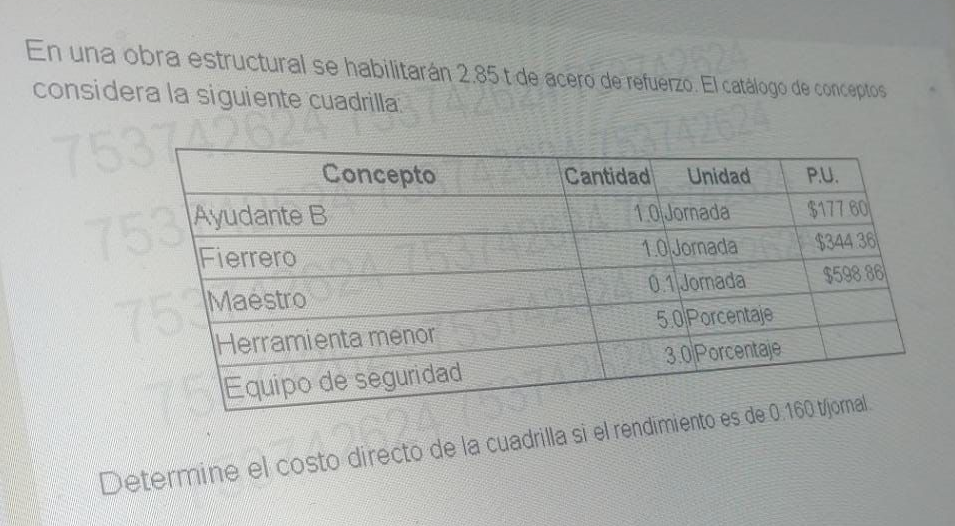 En una obra estructural se habilitarán 2.85 t de acero de refuerzo. El catálogo de conceptos
considera la siguiente cuadrilla:
Concepto Cantidad Unidad P.U.
Ayudante B 1.0 Jornada $177.60
Fierrero 1.0 Jornada $344.36
Maestro 0.1 Jornada $598.86
Herramienta menor 5.0 Porcentaje
Equipo de seguridad 3.0 Porcentaje
Determine el costo directo de la cuadrilla si el rendimiento es de 0.160 t/jornal.
753742624 753742624 753742624